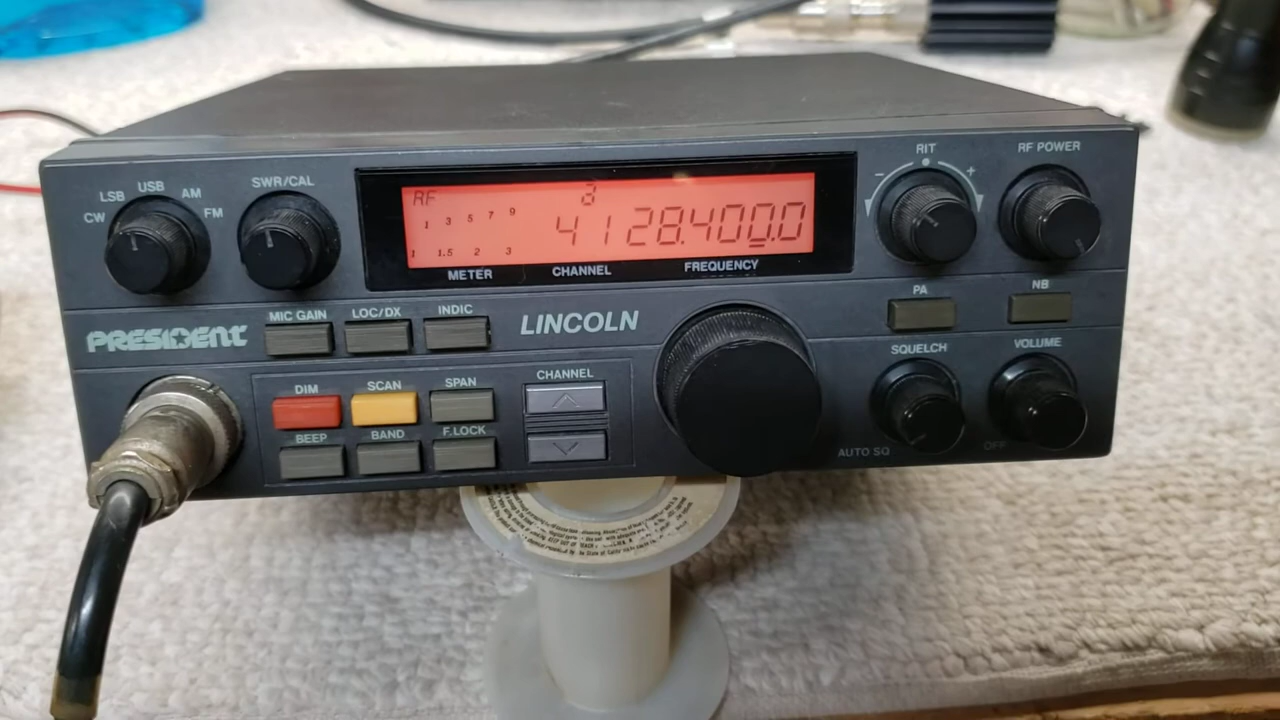 LSB USB AM
CW FM
SWR/CAL
RF 3
1 3 5 7 9
41 28.400.0
1 1.5 2 3
METER CHANNEL FREQUENCY
RIT
- +
RF POWER
PA NB
MIC GAIN LOC/DX INDIC
PRESIDENT
LINCOLN
SQUELCH VOLUME
DIM SCAN SPAN
CHANNEL
BEEP BAND F.LOCK
AUTO SQ OFF